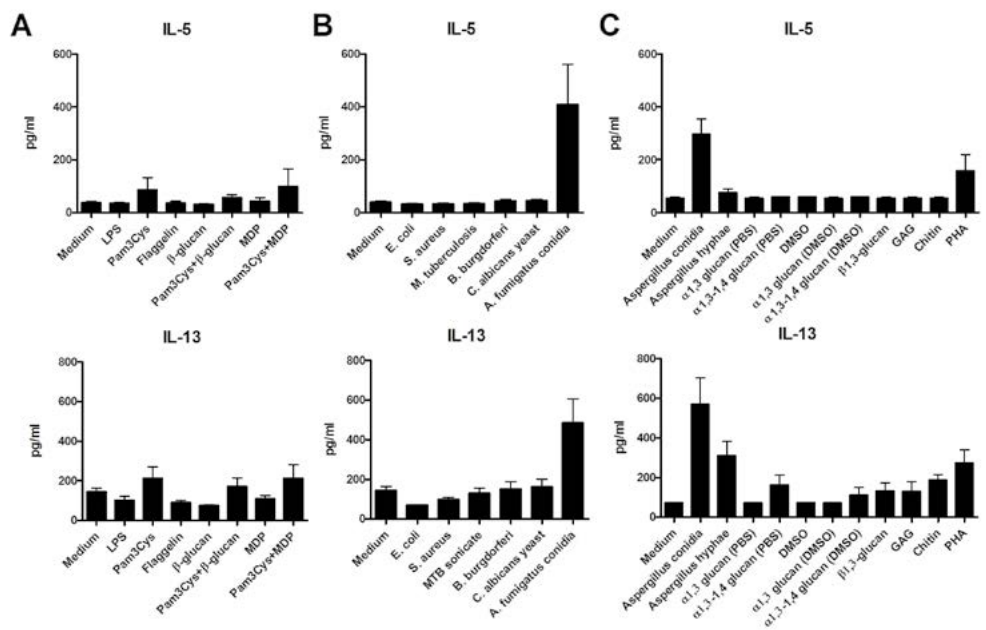 A
IL-5
pg/ml
600
400
200
0
Medium
LPS
Pam3Cys
Flaggelin
β-glucan
Pam3Cys+β-glucan
MDP
Pam3Cys+MDP
B
IL-5
pg/ml
600
400
200
0
Medium
E. coli
S. aureus
M. tuberculosis
B. burgdorferi
C. albicans yeast
A. fumigatus conidia
C
IL-5
pg/ml
600
400
200
0
Medium
Aspergillus conidia
Aspergillus hyphae
α1,3 glucan (PBS)
α1,3-1,4 glucan (PBS)
DMSO
α1,3 glucan (DMSO)
α1,3-1,4 glucan (DMSO)
β1,3-glucan
GAG
Chitin
PHA
IL-13
pg/ml
800
600
400
200
0
Medium
LPS
Pam3Cys
Flaggelin
β-glucan
Pam3Cys+β-glucan
MDP
Pam3Cys+MDP
IL-13
pg/ml
800
600
400
200
0
Medium
E. coli
S. aureus
MTB sonicate
B. burgdorferi
C. albicans yeast
A. fumigatus conidia
IL-13
pg/ml
800
600
400
200
0
Medium
Aspergillus conidia
Aspergillus hyphae
α1,3 glucan (PBS)
α1,3-1,4 glucan (PBS)
DMSO
α1,3 glucan (DMSO)
α1,3-1,4 glucan (DMSO)
β1,3-glucan
GAG
Chitin
PHA